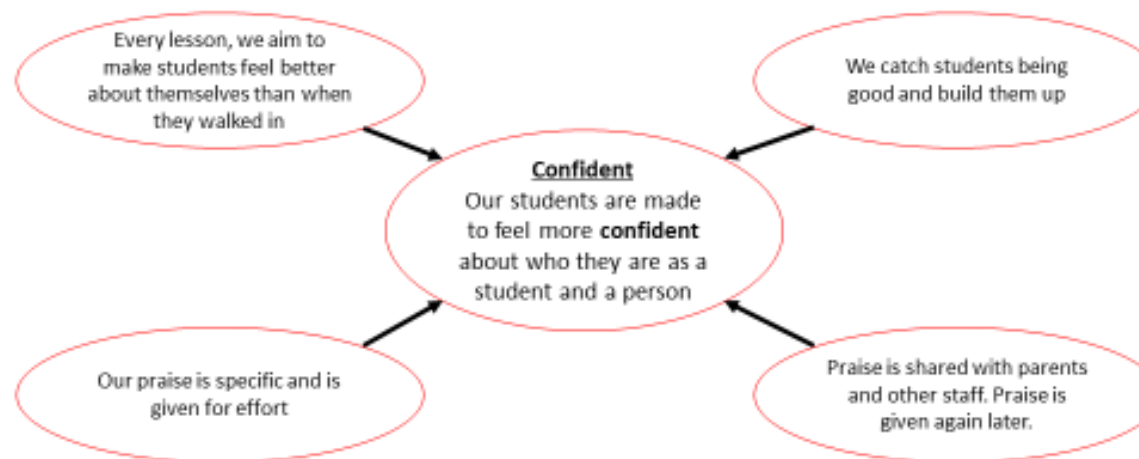 Every lesson, we aim to
make students feel better
about themselves than when
they walked in
We catch students being
good and build them up
Confident
Our students are made
to feel more confident
about who they are as a
student and a person
Our praise is specific and is
given for effort
Praise is shared with parents
and other staff. Praise is
given again later.